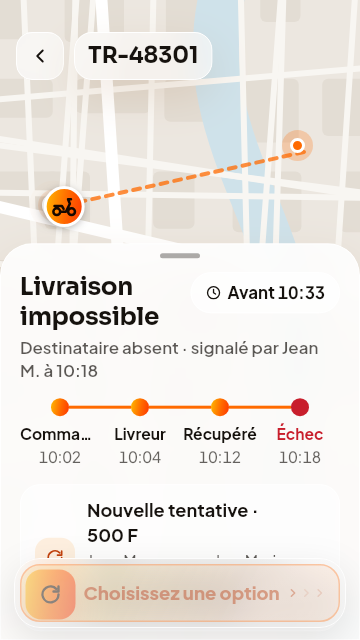 TR-48301
Livraison
impossible
Avant 10:33
Destinataire absent · signalé par Jean
M. à 10:18
Comma... Livreur Récupéré Échec
10:02 10:04 10:12 10:18
Nouvelle tentative ·
500 F
Choisissez une option